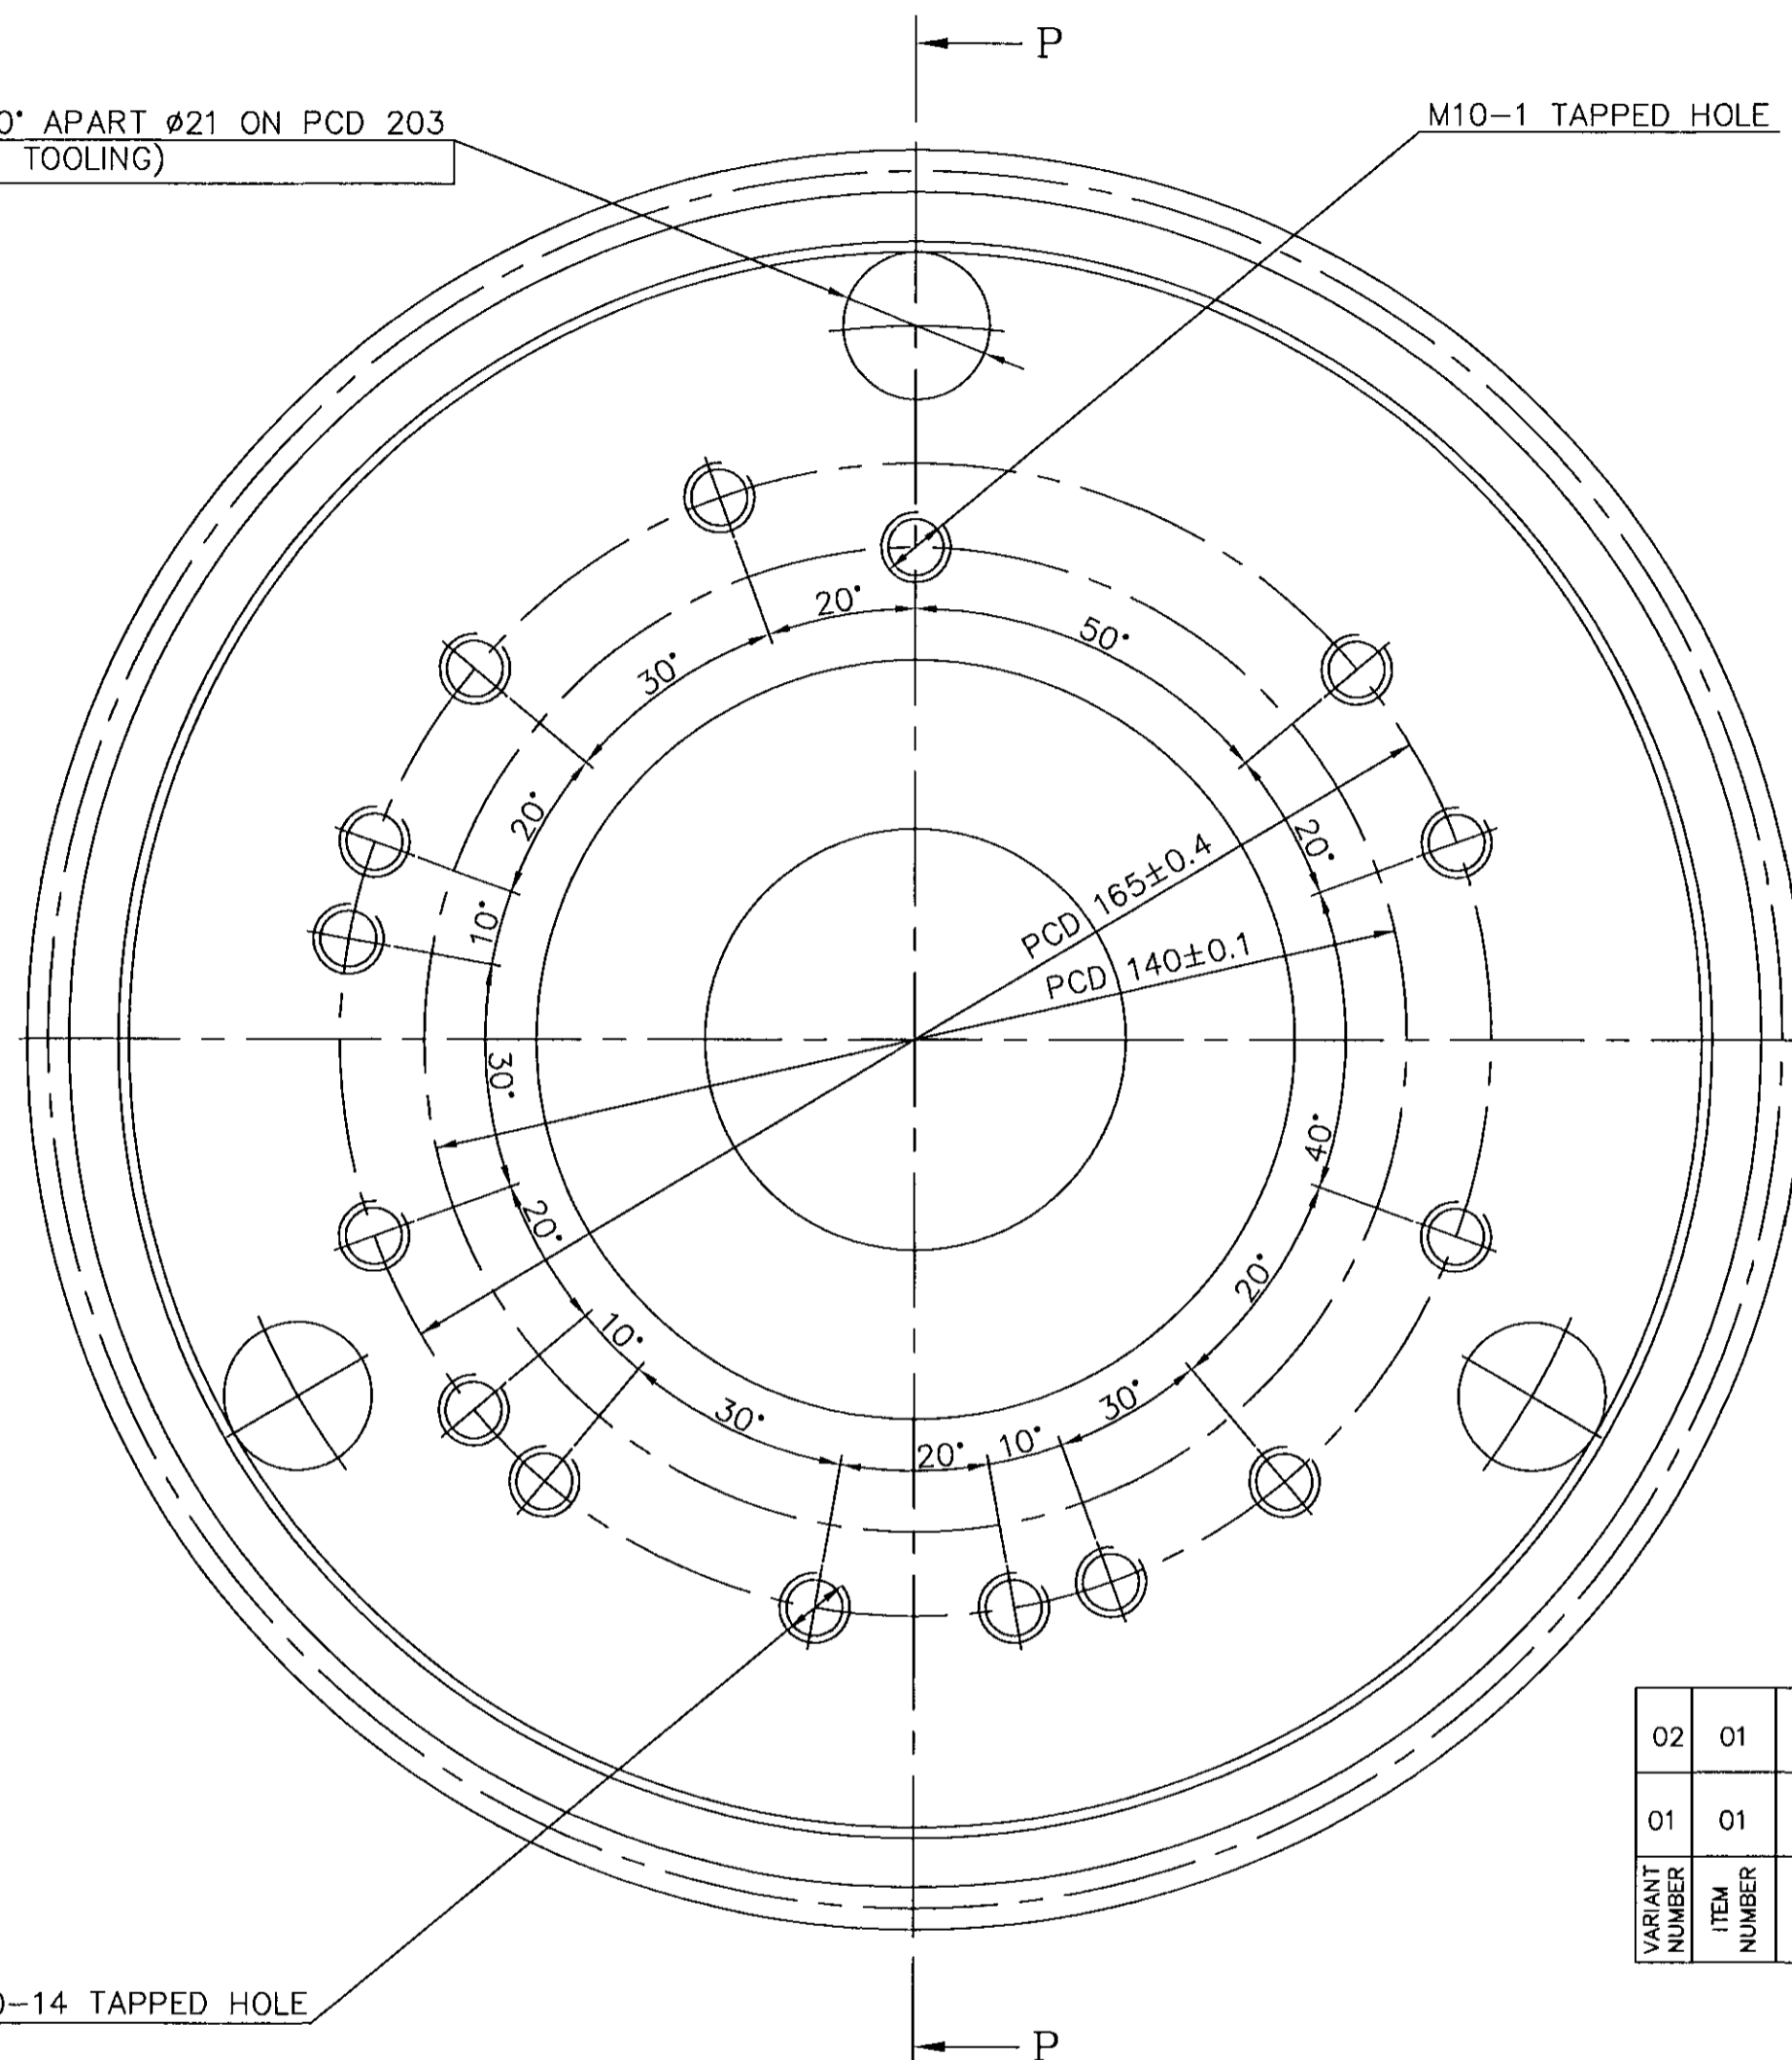 P
0° APART ø21 ON PCD 203
TOOLING)
M10-1 TAPPED HOLE
20°
50°
30°
20°
20°
10°
PCD 165±0.4
PCD 140±0.1
30°
40°
20°
20°
10°
30°
30°
20°
10°
02 01
01 01
VARIANT NUMBER
ITEM NUMBER
0-14 TAPPED HOLE
P